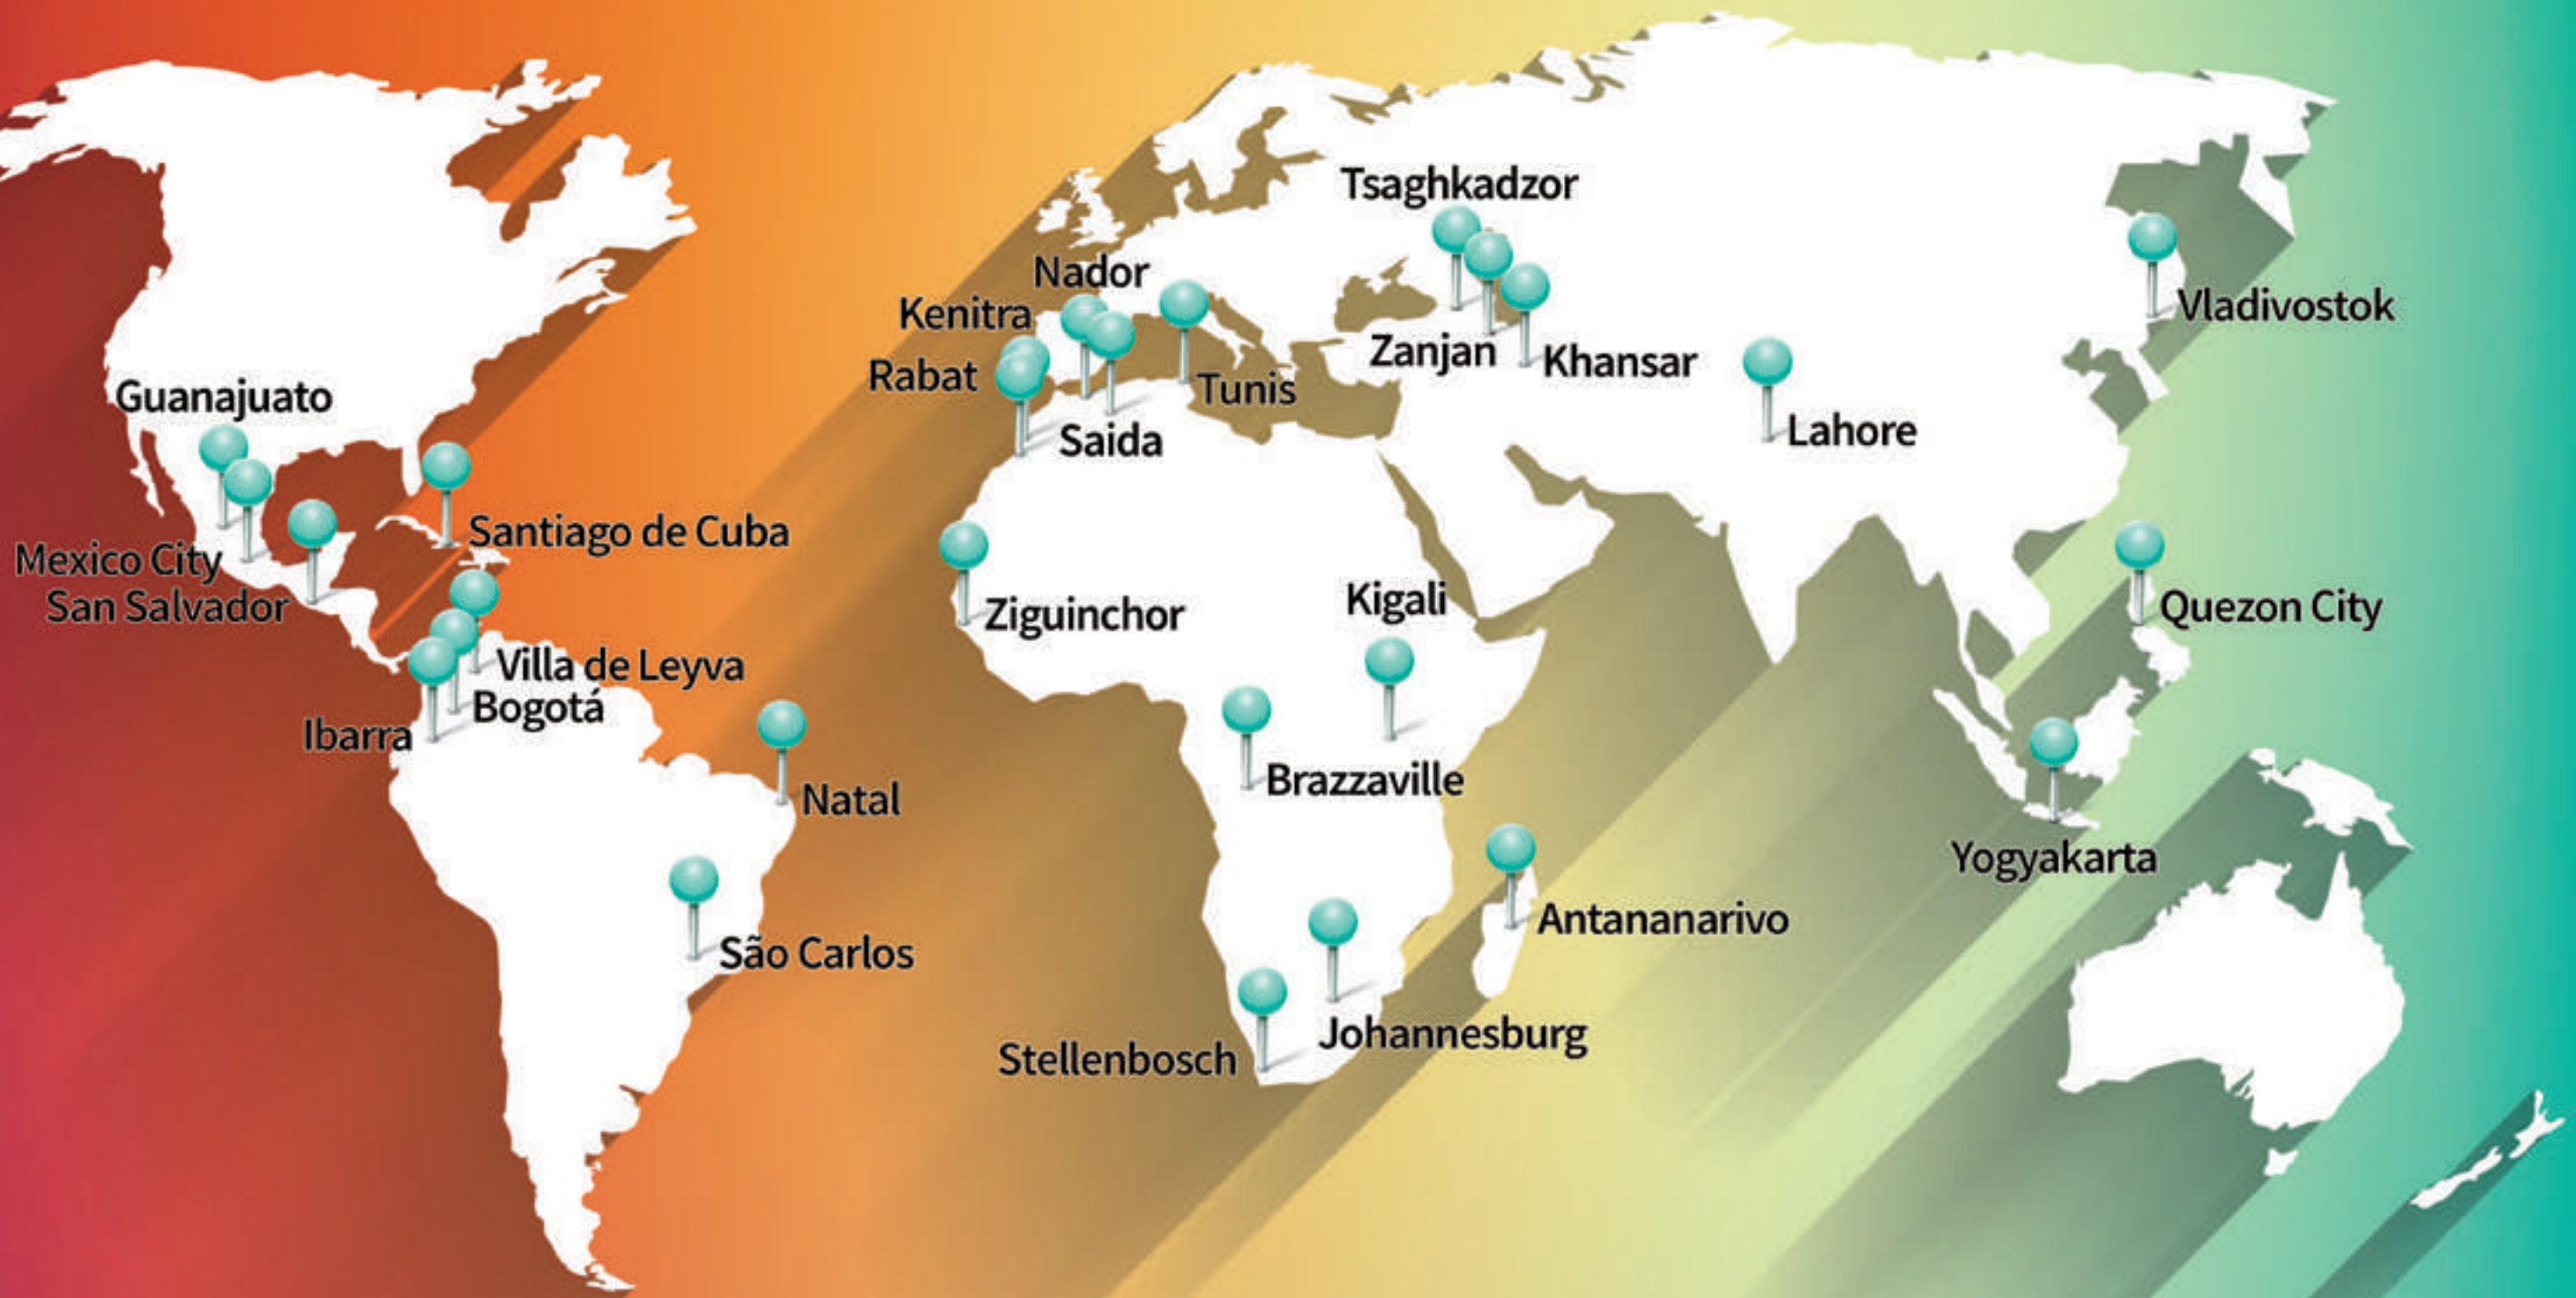 Tsaghkadzor
Nador
Kenitra
Vladivostok
Zanjan
Khansar
Rabat
Tunis
Guanajuato
Lahore
Saida
Santiago de Cuba
Mexico City
San Salvador
Ziguinchor
Kigali
Quezon City
Villa de Leyva
Bogotá
Ibarra
Brazzaville
Natal
Yogyakarta
Antananarivo
São Carlos
Johannesburg
Stellenbosch